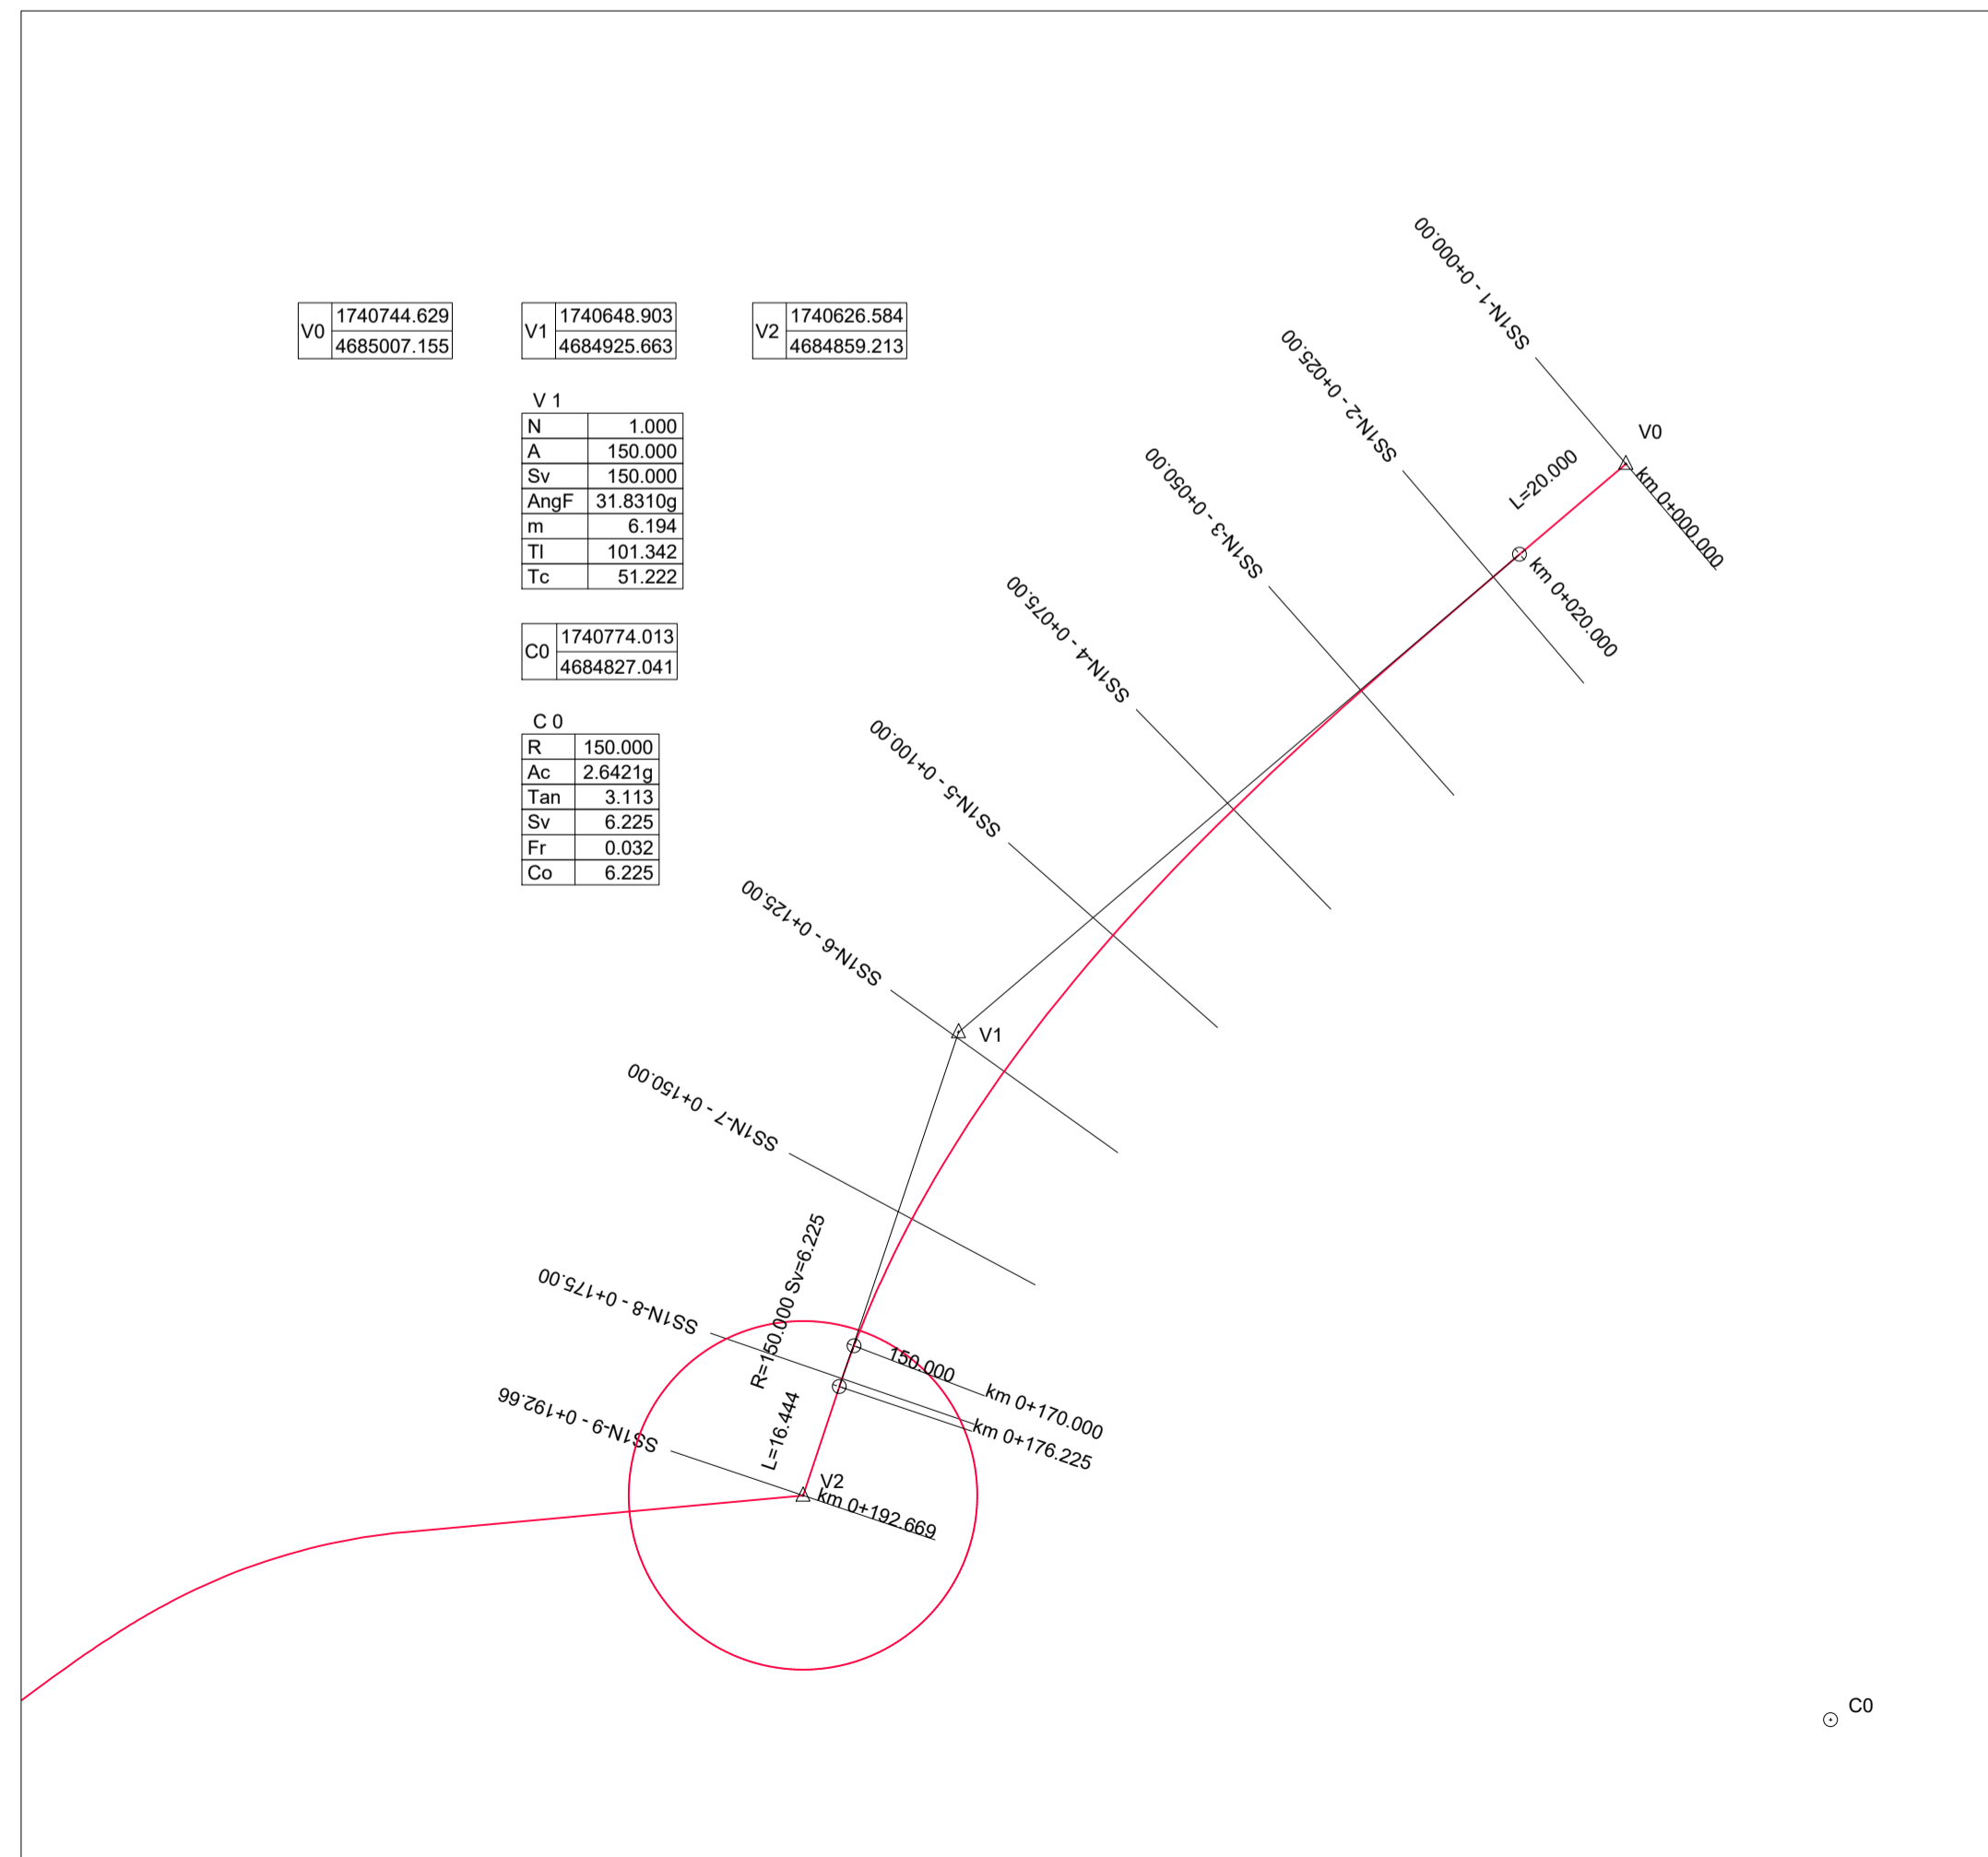 V0
1740744.629
4685007.155
V1
1740648.903
4684925.663
V2
1740626.584
4684859.213
V 1
N 1.000
A 150.000
Sv 150.000
AngF 31.8310g
m 6.194
Tl 101.342
Tc 51.222
C0
1740774.013
4684827.041
C 0
R 150.000
Ac 2.6421g
Tan 3.113
Sv 6.225
Fr 0.032
Co 6.225
SS1N-1 - 0+000.00
SS1N-2 - 0+025.00
SS1N-3 - 0+050.00
SS1N-4 - 0+075.00
SS1N-5 - 0+100.00
SS1N-6 - 0+125.00
SS1N-7 - 0+150.00
SS1N-8 - 0+175.00
SS1N-9 - 0+192.66
V0
km 0+000.000
L=20.000
km 0+020.000
V1
R=150.000 Sv=6.225
150.000
km 0+170.000
km 0+176.225
L=16.444
V2
km 0+192.669
C0